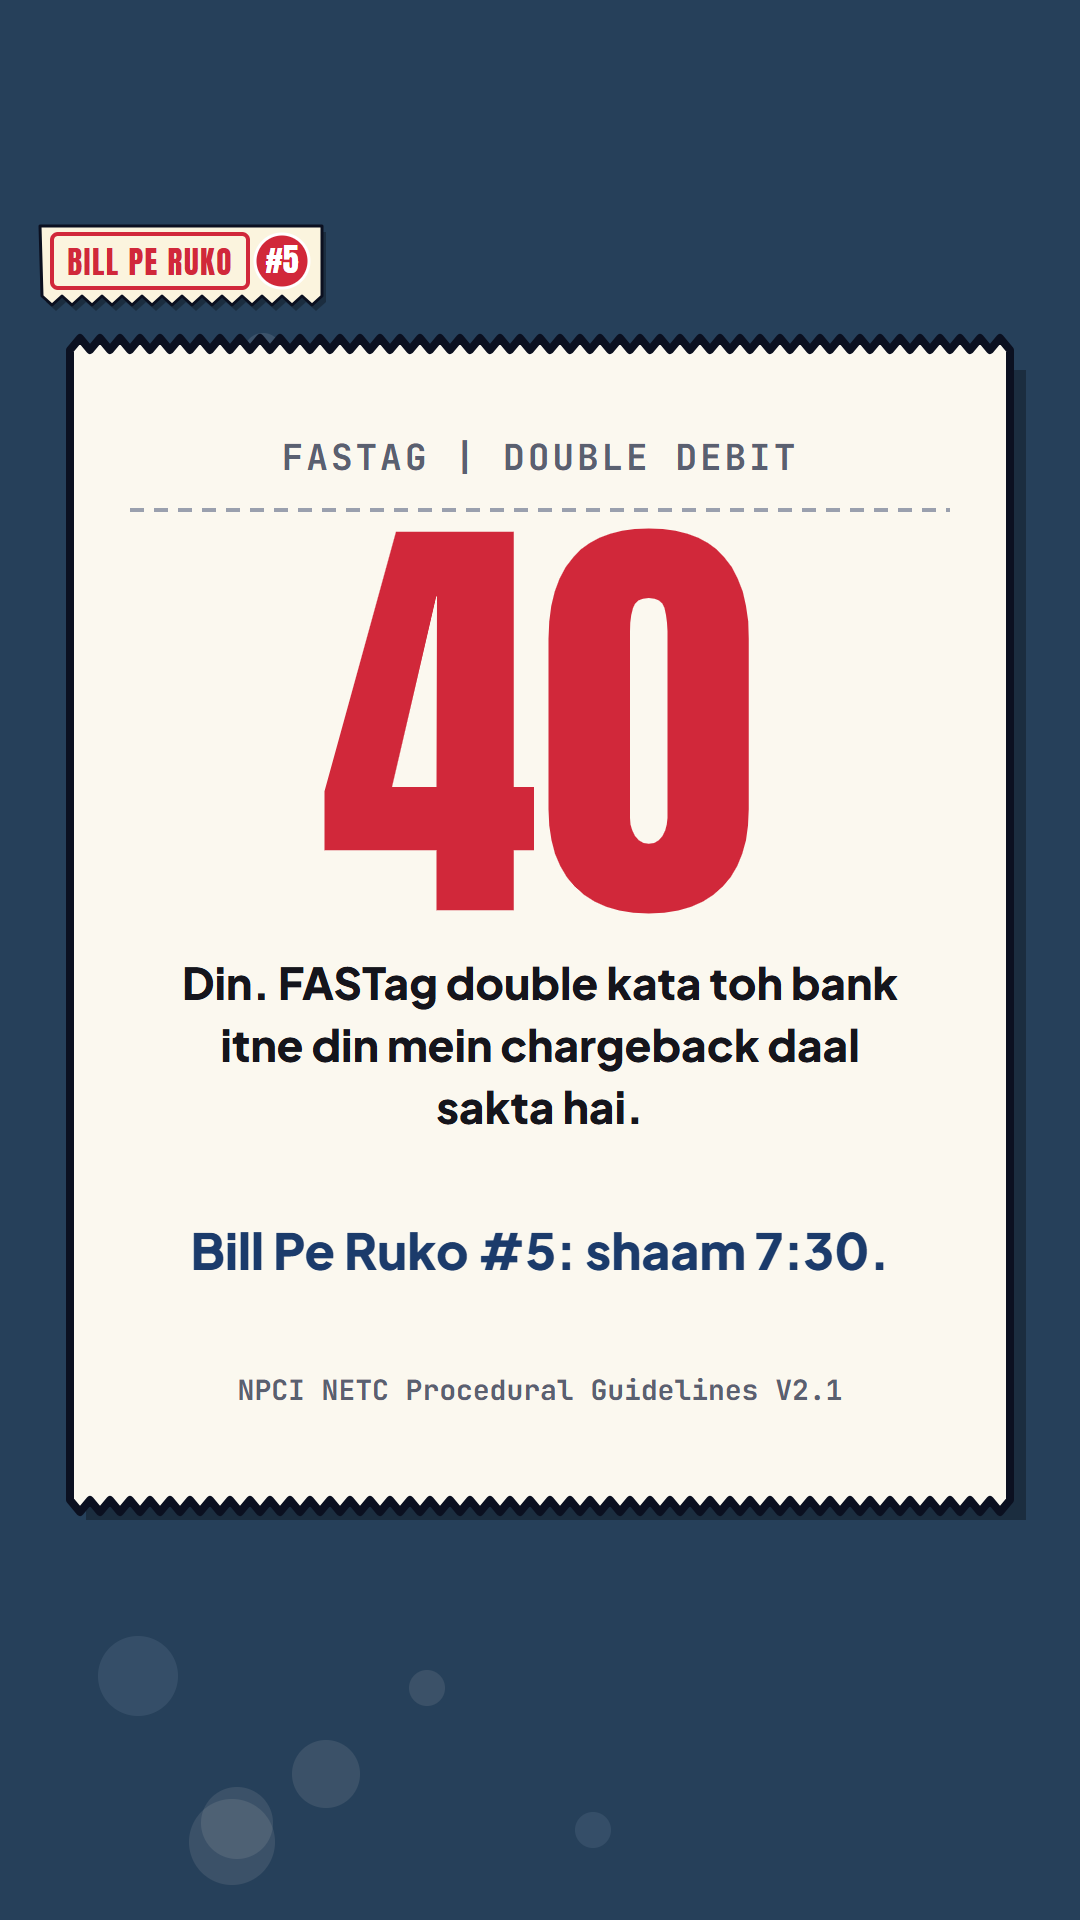 BILL PE RUKO #5
FASTAG | DOUBLE DEBIT
40
Din. FASTag double kata toh bank
itne din mein chargeback daal
sakta hai.
Bill Pe Ruko #5: shaam 7:30.
NPCI NETC Procedural Guidelines V2.1